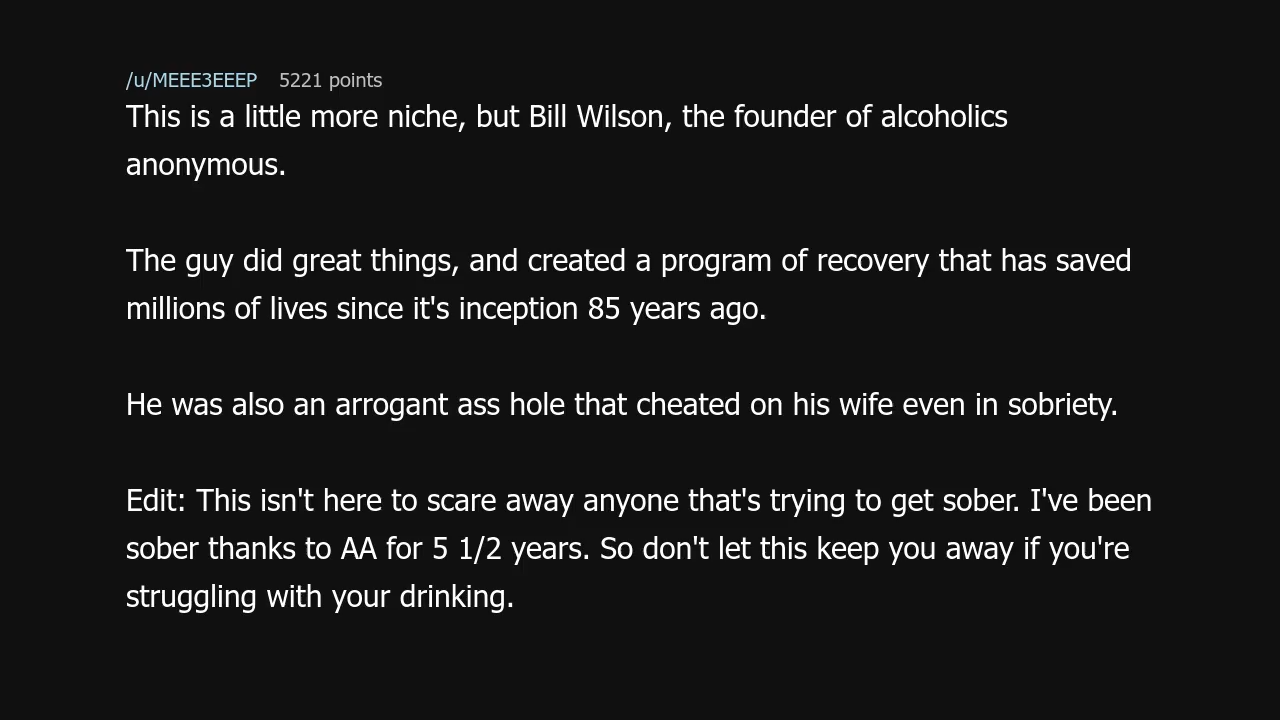 /u/MEEE3EEEP 5221 points
This is a little more niche, but Bill Wilson, the founder of alcoholics
anonymous.
The guy did great things, and created a program of recovery that has saved
millions of lives since it's inception 85 years ago.
He was also an arrogant ass hole that cheated on his wife even in sobriety.
Edit: This isn't here to scare away anyone that's trying to get sober. I've been
sober thanks to AA for 5 1/2 years. So don't let this keep you away if you're
struggling with your drinking.